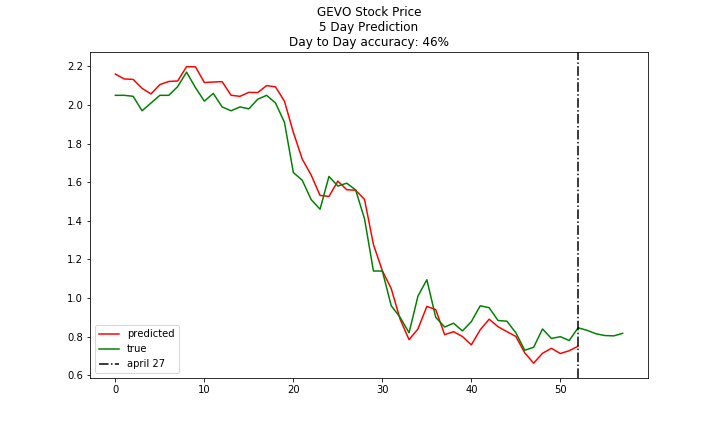 GEVO Stock Price
5 Day Prediction
Day to Day accuracy: 46%
2.2
2.0
1.8
1.6
1.4
1.2
1.0
0.8
0.6
predicted
true
april 27
0
10
20
30
40
50